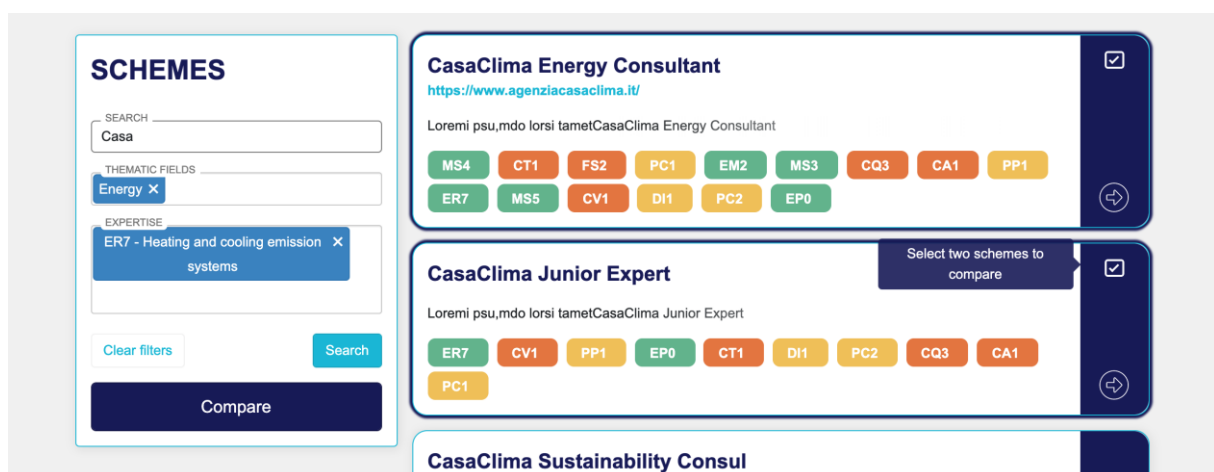 SCHEMES
SEARCH
Casa
THEMATIC FIELDS
Energy ✕
EXPERTISE
ER7 - Heating and cooling emission ✕
systems
Clear filters
Search
Compare
CasaClima Energy Consultant
https://www.agenziacasaclima.it/
Loremi psu,mdo lorsi tametCasaClima Energy Consultant
MS4 CT1 FS2 PC1 EM2 MS3 CQ3 CA1 PP1
ER7 MS5 CV1 DI1 PC2 EP0
Select two schemes to
compare
CasaClima Junior Expert
Loremi psu,mdo lorsi tametCasaClima Junior Expert
ER7 CV1 PP1 EP0 CT1 DI1 PC2 CQ3 CA1
PC1
CasaClima Sustainability Consul